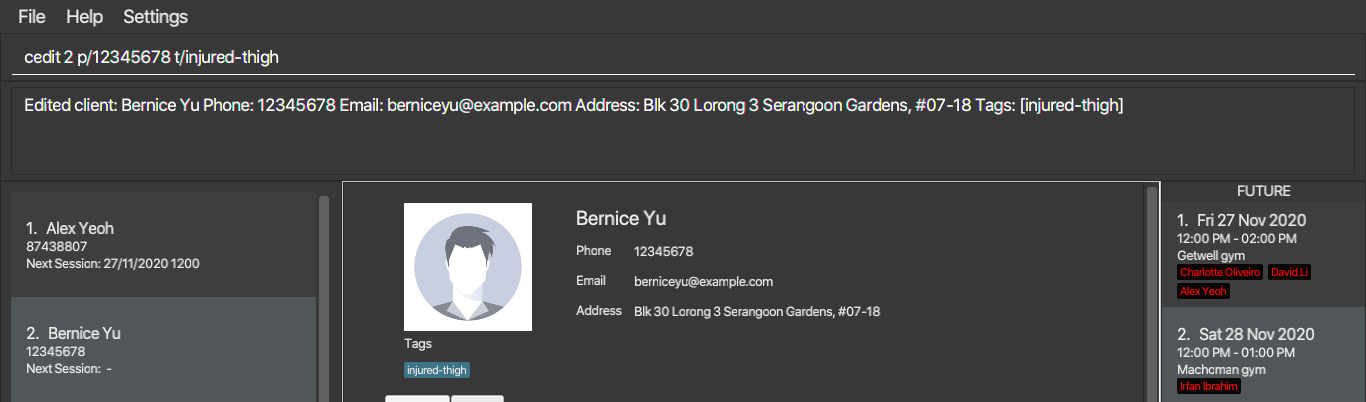 File Help Settings
cedit 2 p/12345678 t/injured-thigh
Edited client: Bernice Yu Phone: 12345678 Email: berniceyu@example.com Address: Blk 30 Lorong 3 Serangoon Gardens, #07-18 Tags: [injured-thigh]
1. Alex Yeoh
87438807
Next Session: 27/11/2020 1200
2. Bernice Yu
12345678
Next Session: -
Bernice Yu
Phone 12345678
Email berniceyu@example.com
Address Blk 30 Lorong 3 Serangoon Gardens, #07-18
Tags
injured-thigh
FUTURE
1. Fri 27 Nov 2020
12:00 PM - 02:00 PM
Getwell gym
Charlotte Oliveiro David Li
Alex Yeoh
2. Sat 28 Nov 2020
12:00 PM - 01:00 PM
Machoman gym
Irfan Ibrahim